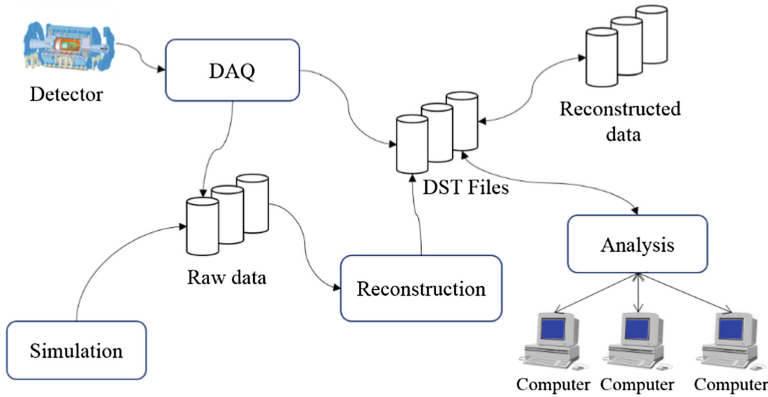 DAQ
Detector
Reconstructed
data
DST Files
Raw data
Analysis
Reconstruction
Simulation
Computer
Computer
Computer